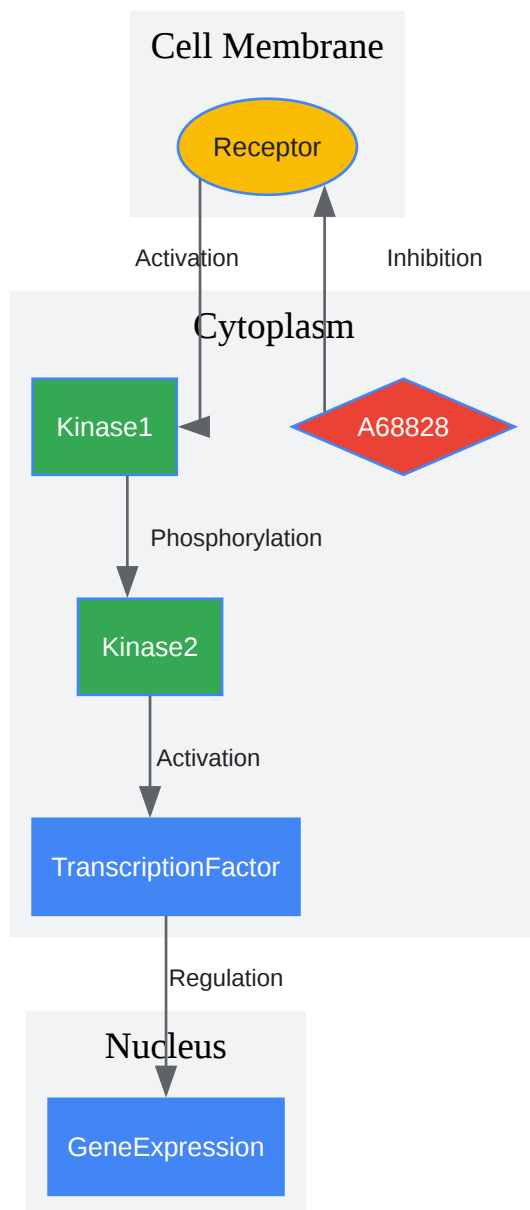 Cell Membrane
Receptor
Activation
Inhibition
Cytoplasm
Kinase1
A68828
Phosphorylation
Kinase2
Activation
TranscriptionFactor
Regulation
Nucleus
GeneExpression